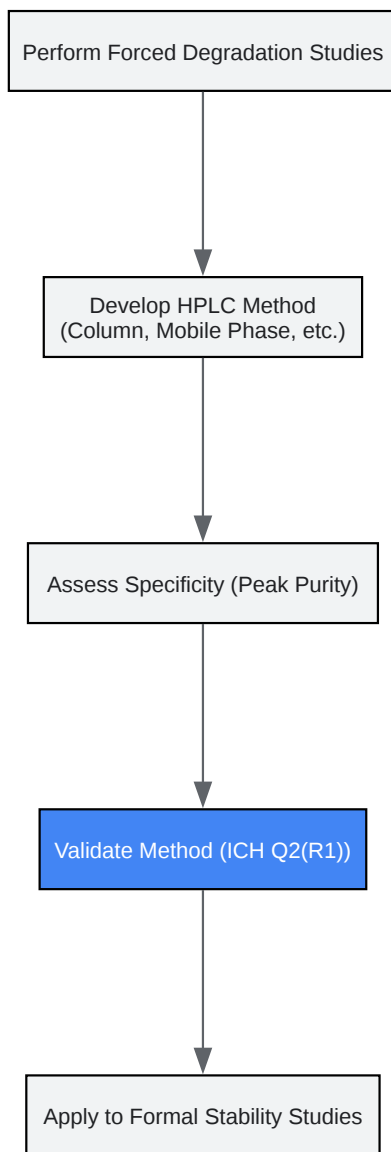 Perform Forced Degradation Studies
Develop HPLC Method
(Column, Mobile Phase, etc.)
Assess Specificity (Peak Purity)
Validate Method (ICH Q2(R1))
Apply to Formal Stability Studies